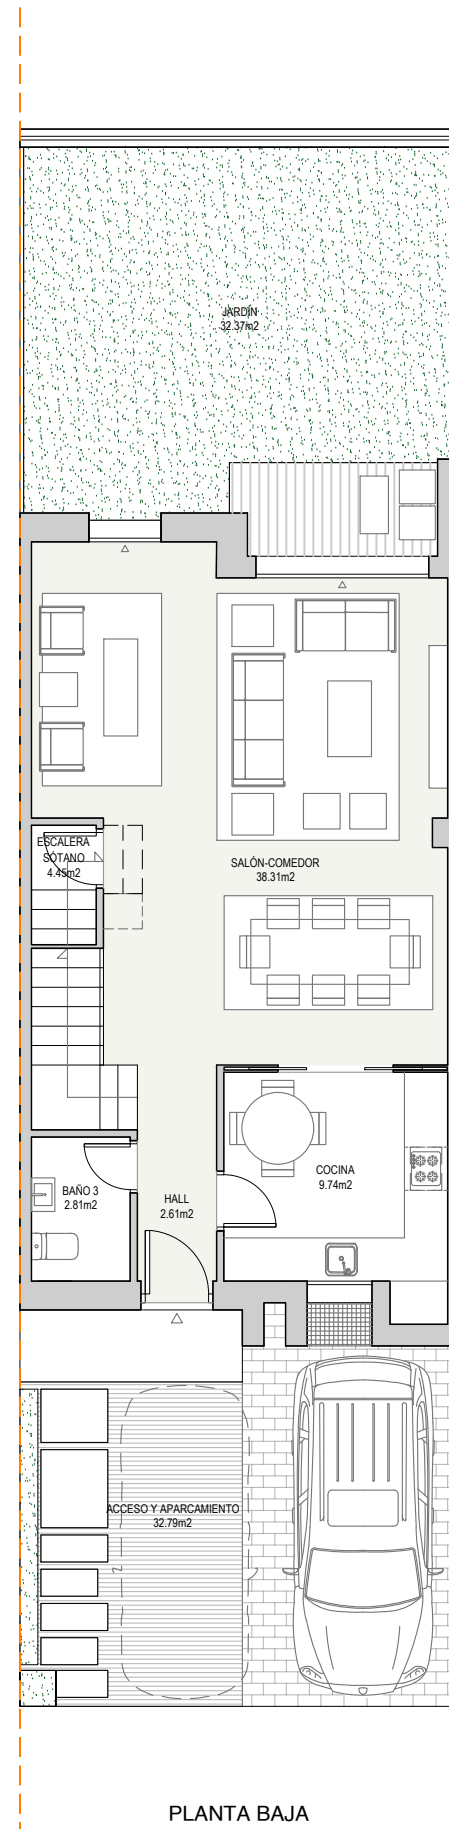 JARDÍN
32.37m2
ESCALERA
SÓTANO
4.45m2
SALÓN-COMEDOR
38.31m2
COCINA
9.74m2
BAÑO 3
2.81m2
HALL
2.61m2
ACCESO Y APARCAMIENTO
32.79m2
PLANTA BAJA